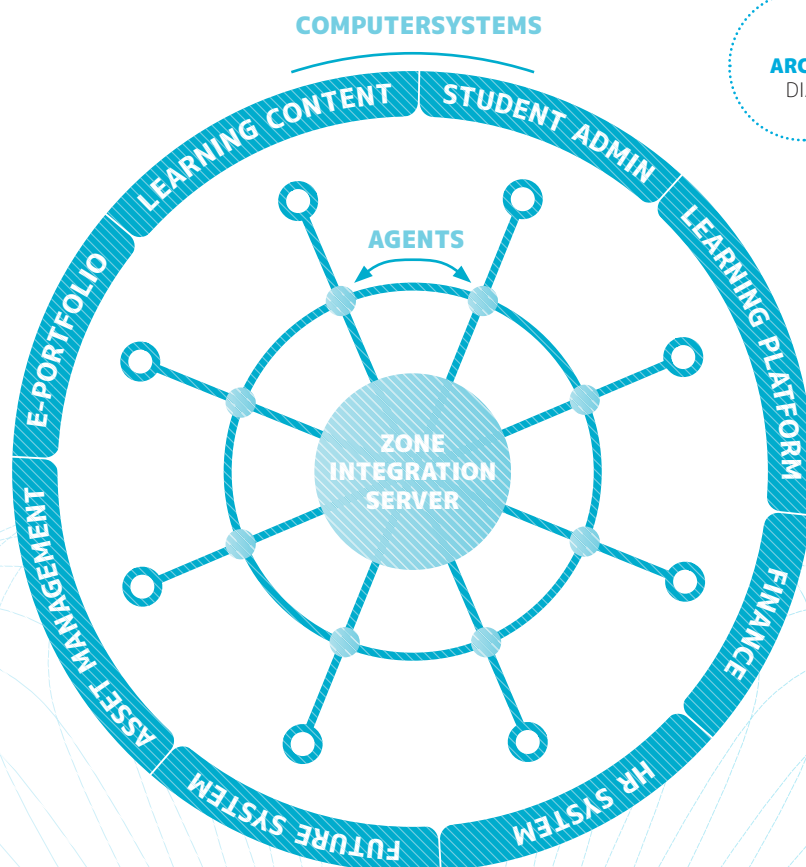 COMPUTERSYSTEMS
LEARNING CONTENT
STUDENT ADMIN
LEARNING PLATFORM
FINANCE
HR SYSTEM
FUTURE SYSTEM
ASSET MANAGEMENT
E-PORTFOLIO
AGENTS
ZONE
INTEGRATION
SERVER